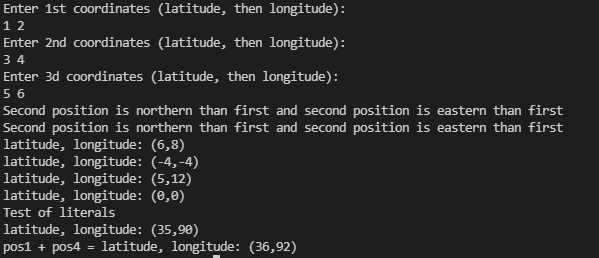 Enter 1st coordinates (latitude, then longitude):
1 2
Enter 2nd coordinates (latitude, then longitude):
3 4
Enter 3d coordinates (latitude, then longitude):
5 6
Second position is northern than first and second position is eastern than first
Second position is northern than first and second position is eastern than first
latitude, longitude: (6,8)
latitude, longitude: (-4,-4)
latitude, longitude: (5,12)
latitude, longitude: (0,0)
Test of literals
latitude, longitude: (35,90)
pos1 + pos4 = latitude, longitude: (36,92)